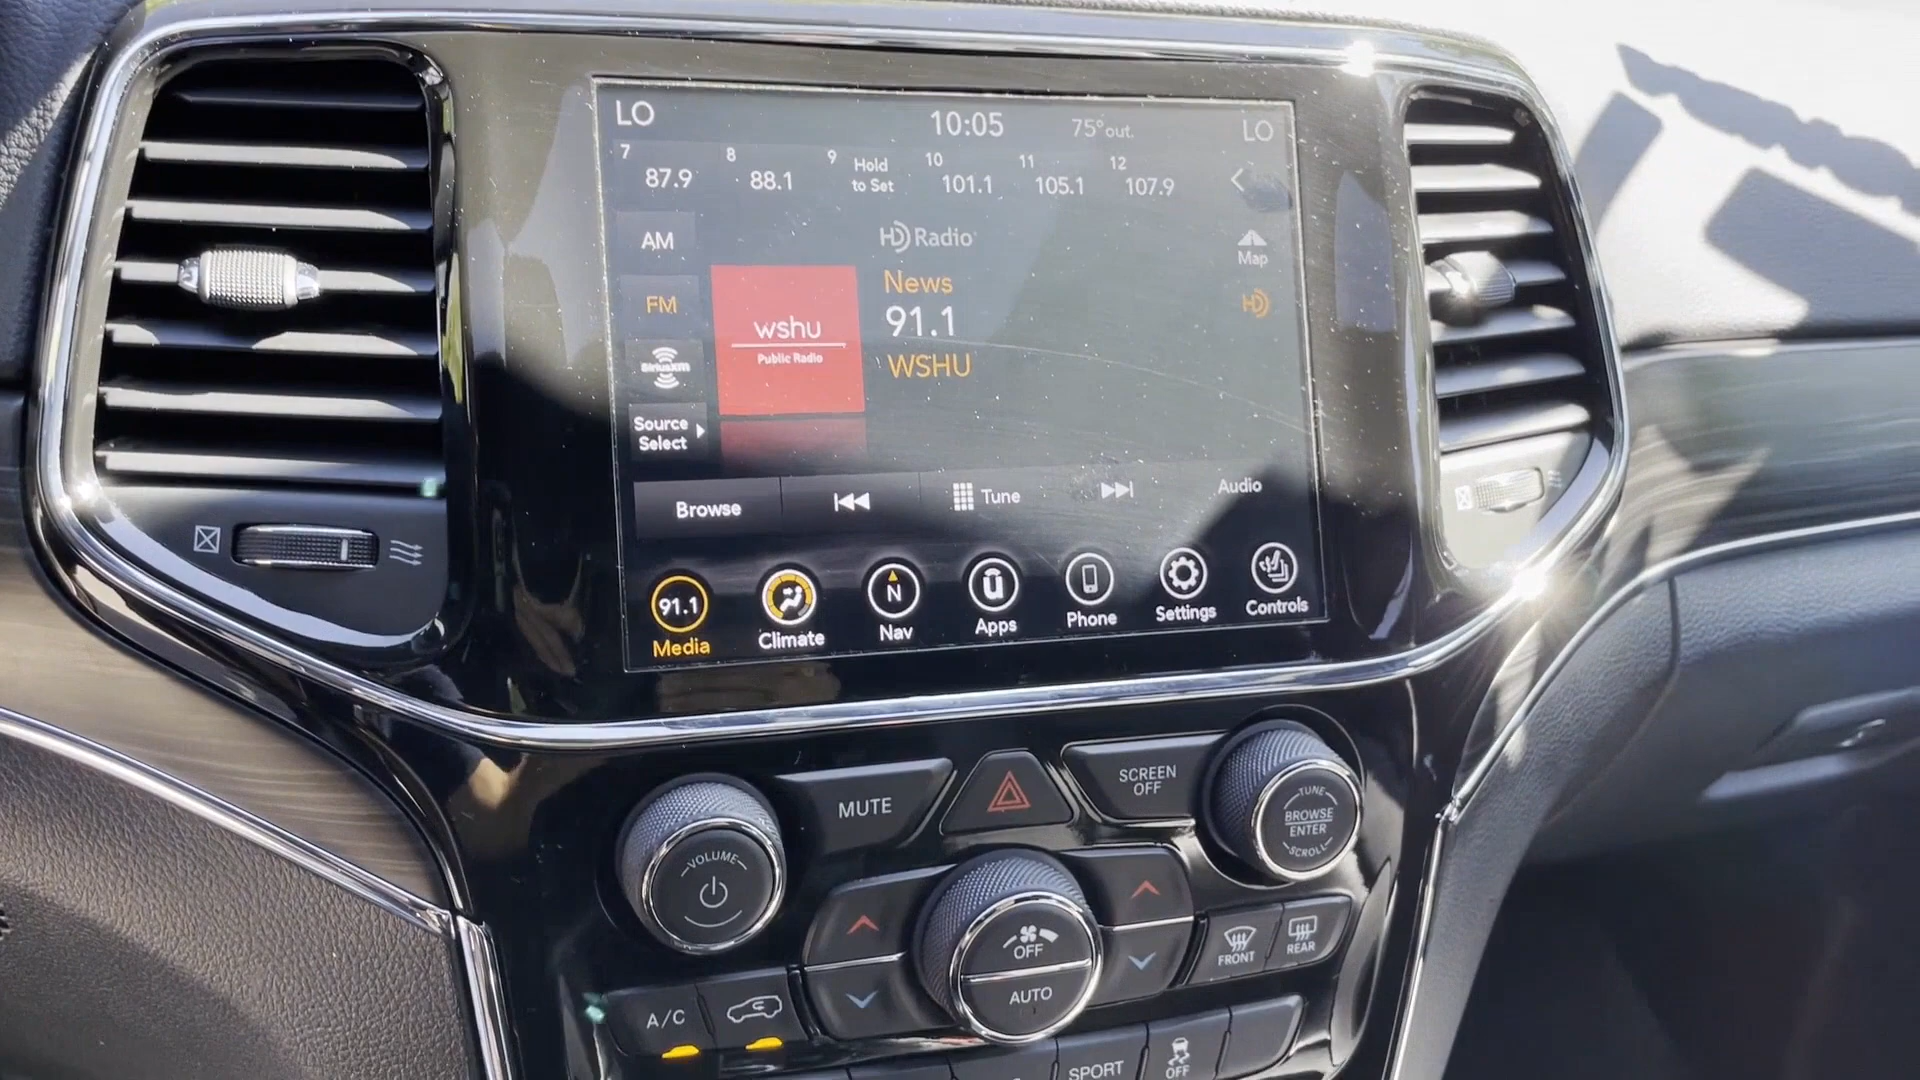 LO 10:05 75° out. LO
7 87.9 8 88.1 9 Hold to Set 10 101.1 11 105.1 12 107.9
AM
HD Radio
Map
FM
News
HD
wshu
Public Radio
91.1
WSHU
SiriusXM
Source
Select
Browse
Tune
Audio
91.1
N
Media
Climate
Nav
Apps
Phone
Settings
Controls
MUTE
SCREEN
OFF
TUNE
BROWSE
ENTER
SCROLL
VOLUME
OFF
AUTO
FRONT
REAR
A/C
SPORT
OFF